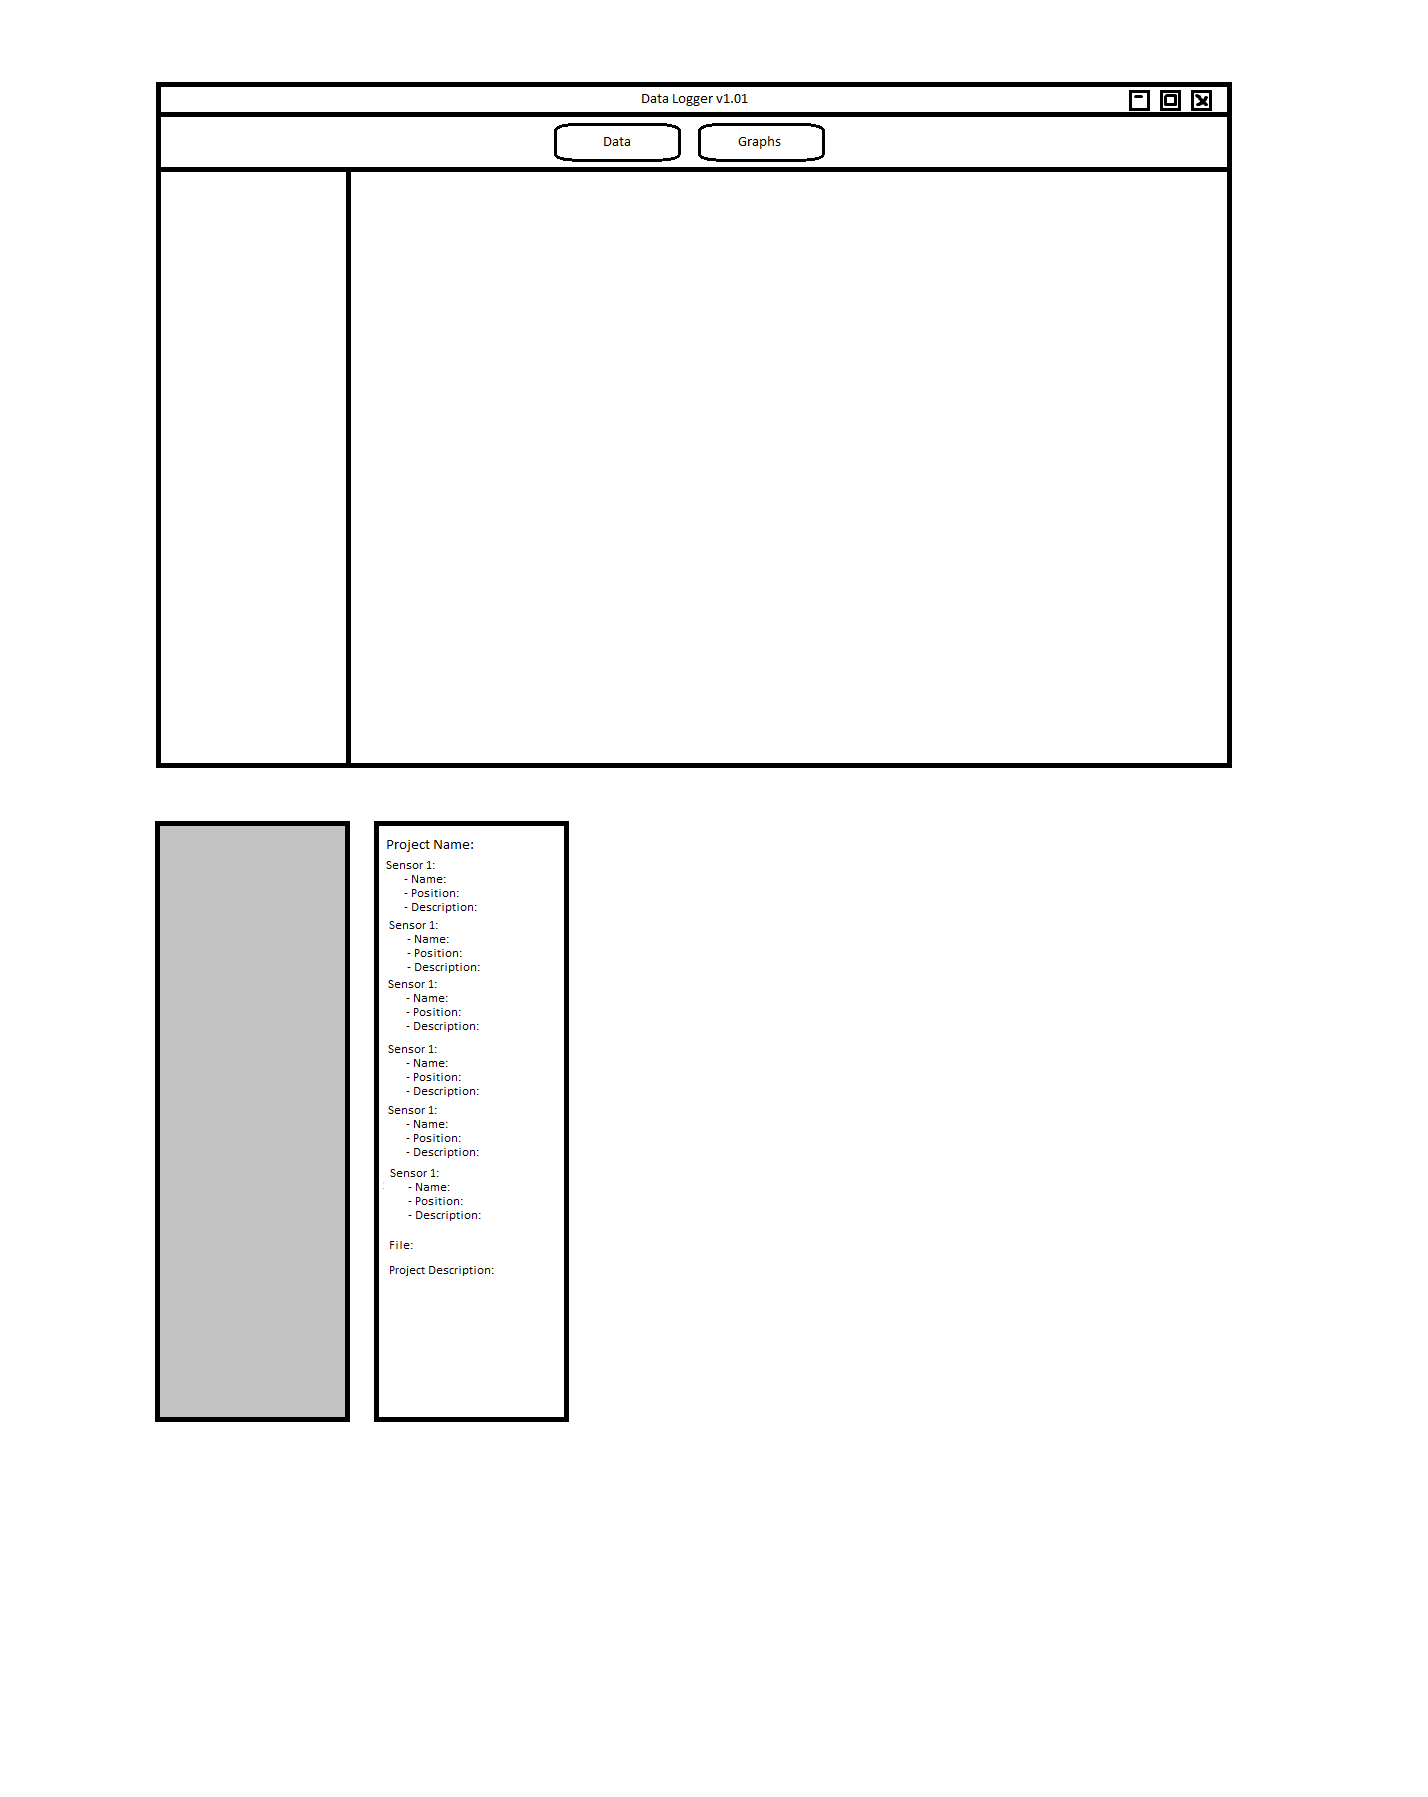 Data Logger v1.01
Data
Graphs
Project Name:
Sensor 1:
- Name:
- Position:
- Description:
Sensor 1:
- Name:
- Position:
- Description:
Sensor 1:
- Name:
- Position:
- Description:
Sensor 1:
- Name:
- Position:
- Description:
Sensor 1:
- Name:
- Position:
- Description:
Sensor 1:
- Name:
- Position:
- Description:
File:
Project Description: